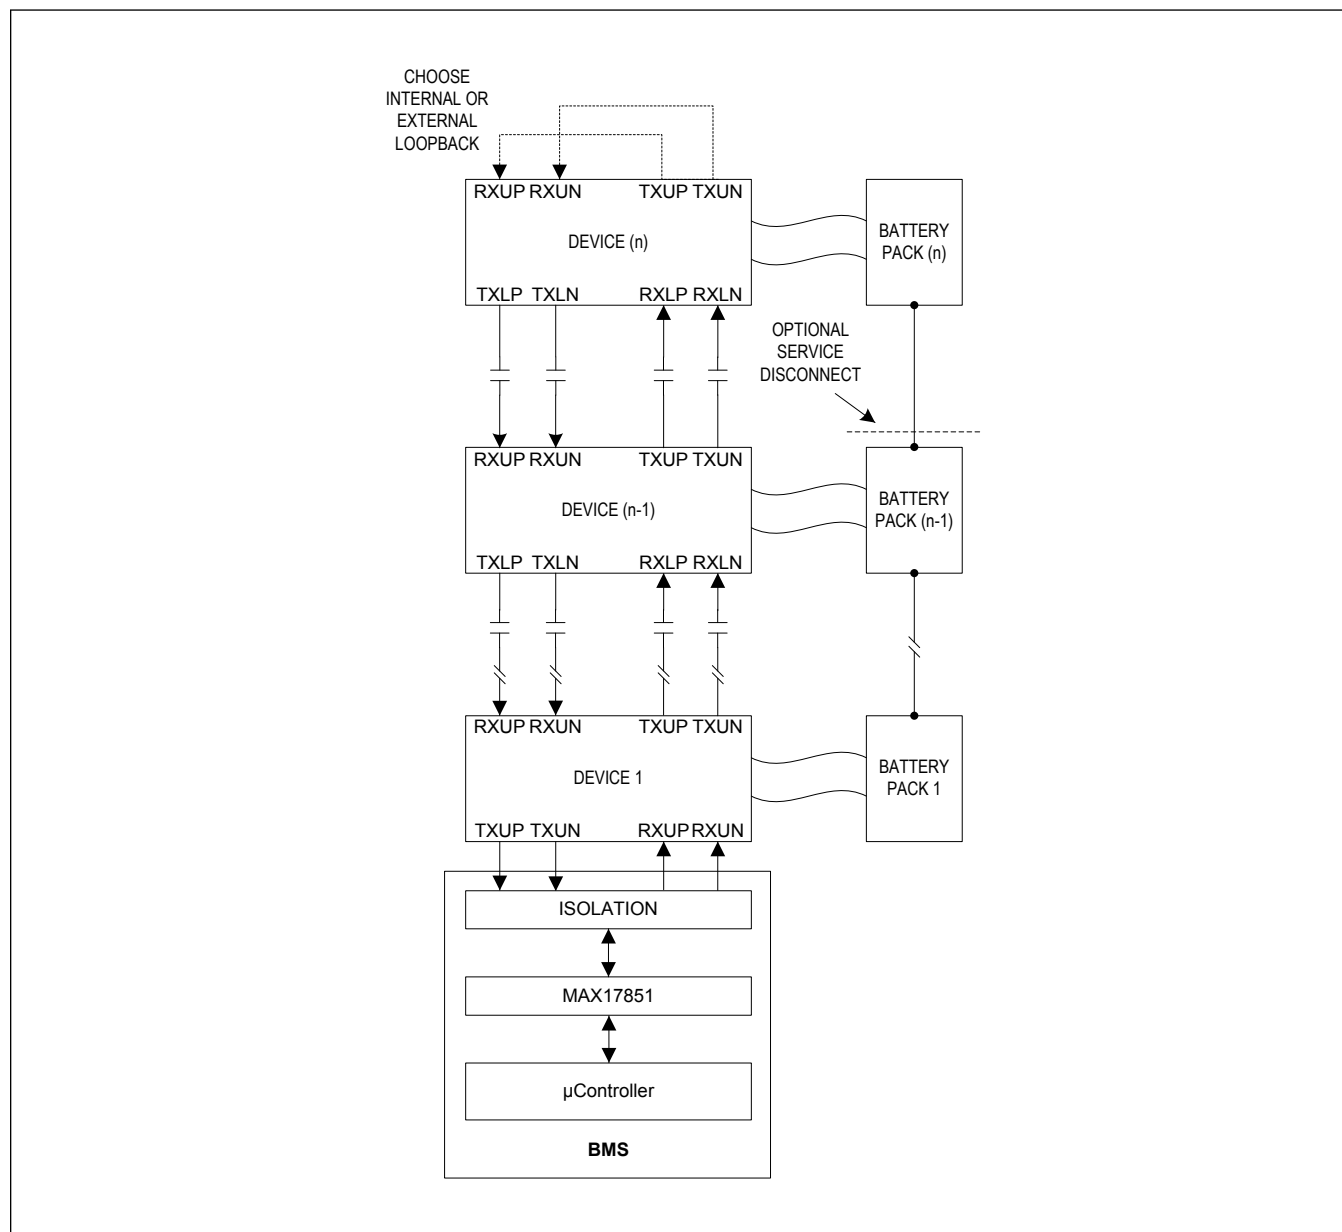 CHOOSE
INTERNAL OR
EXTERNAL
LOOPBACK
RXUP RXUN TXUP TXUN
DEVICE (n)
TXLP TXLN RXLP RXLN
BATTERY
PACK (n)
OPTIONAL
SERVICE
DISCONNECT
RXUP RXUN TXUP TXUN
DEVICE (n-1)
TXLP TXLN RXLP RXLN
BATTERY
PACK (n-1)
RXUP RXUN TXUP TXUN
DEVICE 1
TXUP TXUN RXUP RXUN
BATTERY
PACK 1
ISOLATION
MAX17851
µController
BMS